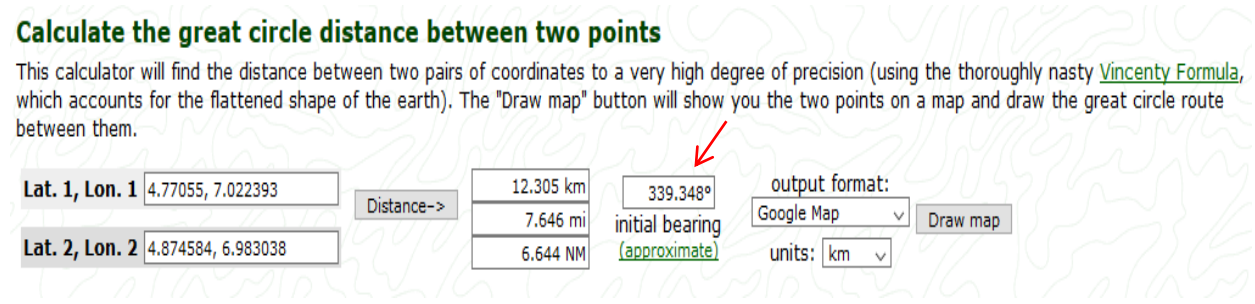 Calculate the great circle distance between two points
This calculator will find the distance between two pairs of coordinates to a very high degree of precision (using the thoroughly nasty Vincenty Formula,
which accounts for the flattened shape of the earth). The "Draw map" button will show you the two points on a map and draw the great circle route
between them.
Lat. 1, Lon. 1 4.77055, 7.022393
Lat. 2, Lon. 2 4.874584, 6.983038
Distance->
12.305 km
7.646 mi
6.644 NM
339.348°
initial bearing
(approximate)
output format:
Google Map
units: km
Draw map